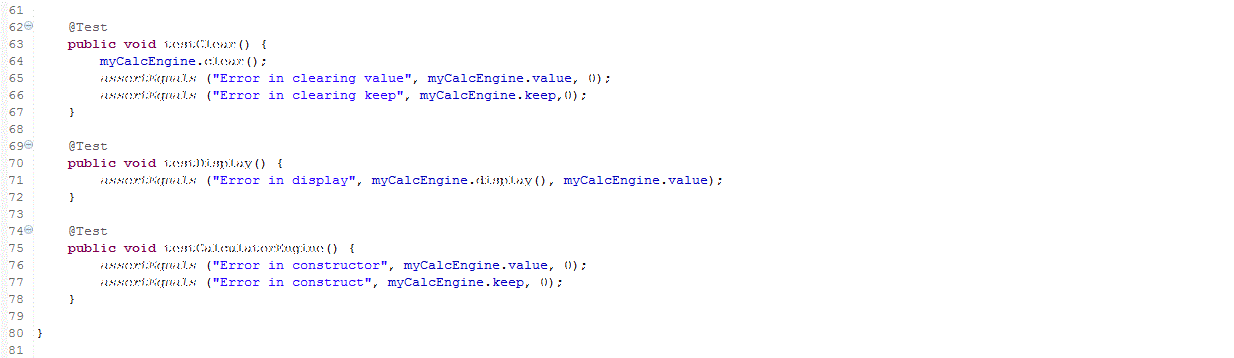 61
62 @Test
63 public void testClear() {
64 myCalcEngine.clear();
65 assertEquals ("Error in clearing value", myCalcEngine.value, 0);
66 assertEquals ("Error in clearing keep", myCalcEngine.keep,0);
67 }
68
69 @Test
70 public void testDisplay() {
71 assertEquals ("Error in display", myCalcEngine.display(), myCalcEngine.value);
72 }
73
74 @Test
75 public void testCalculatorEngine() {
76 assertEquals ("Error in constructor", myCalcEngine.value, 0);
77 assertEquals ("Error in construct", myCalcEngine.keep, 0);
78 }
79
80 }
81